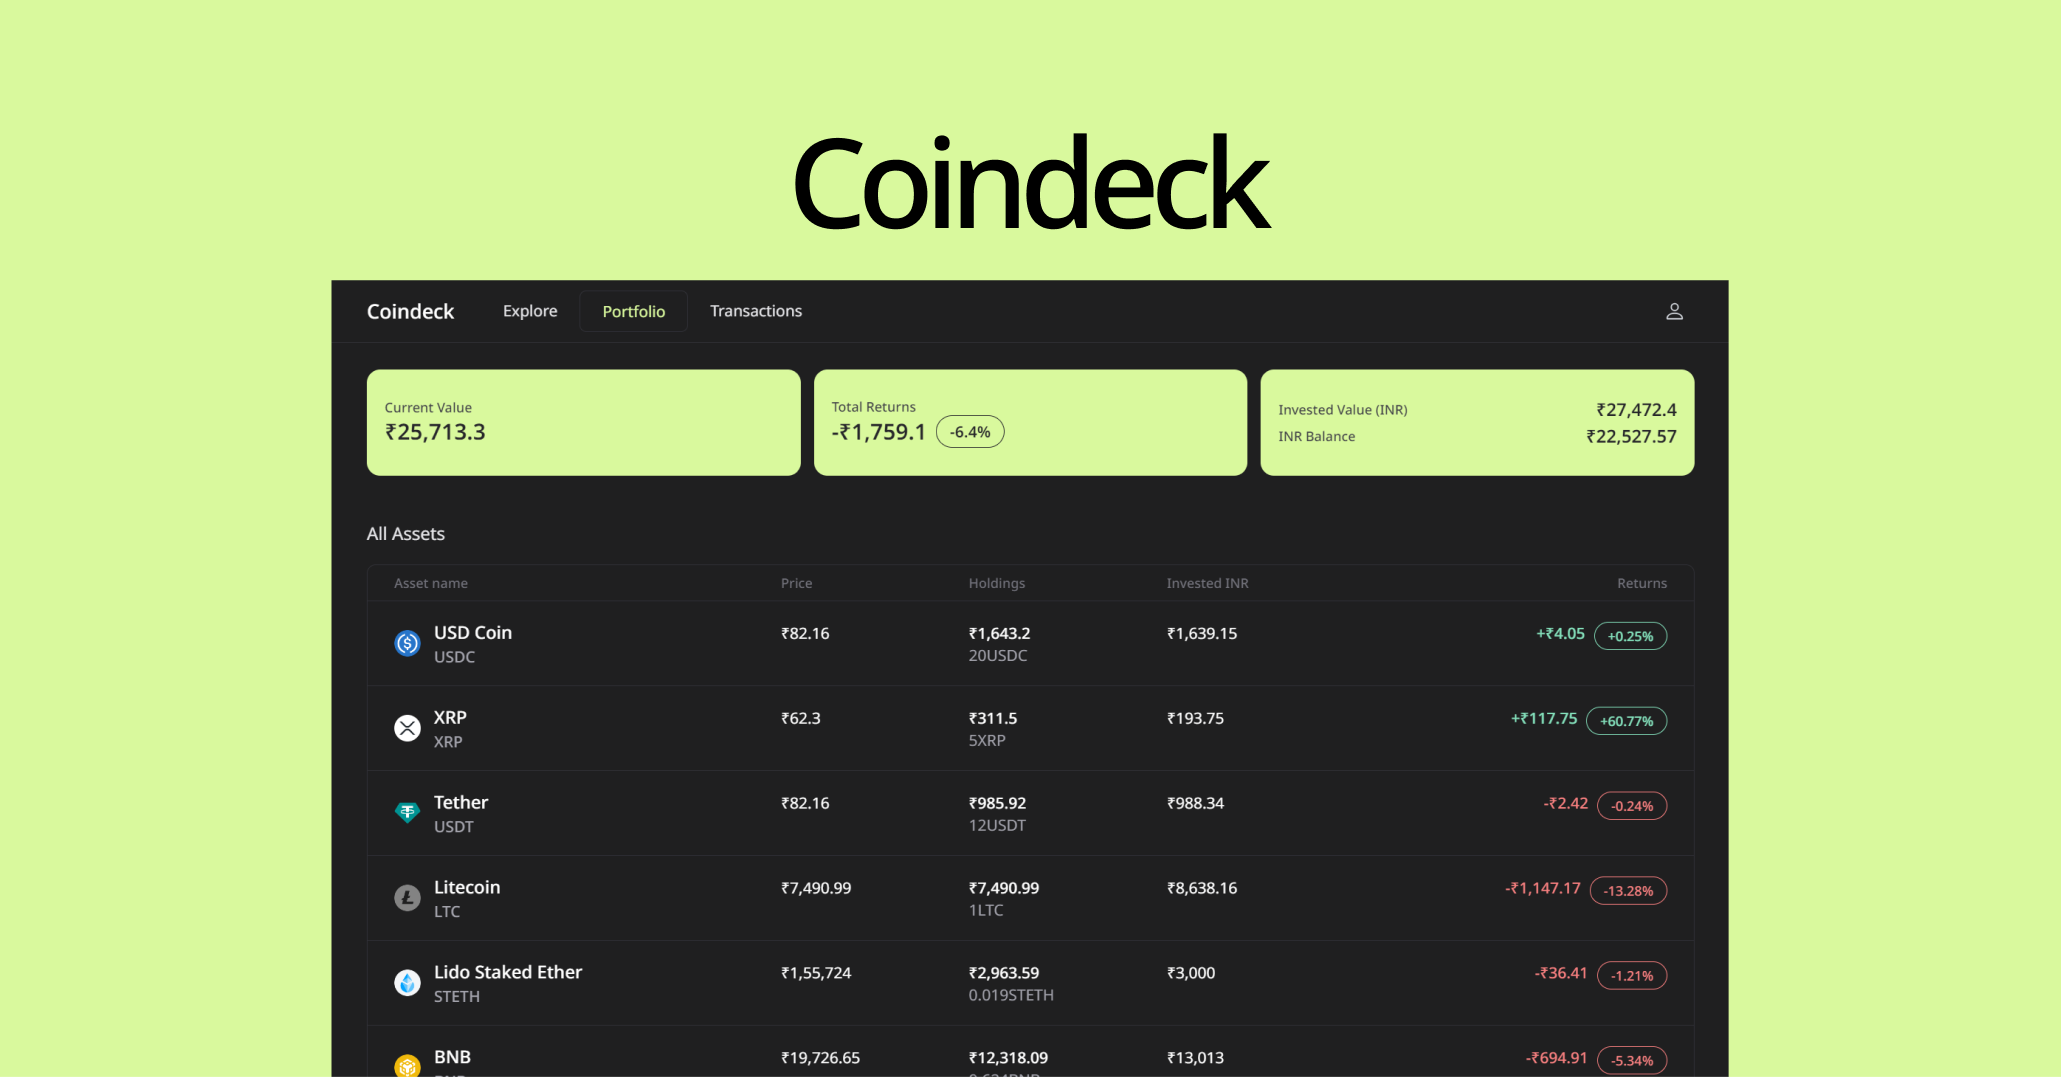 Coindeck
Coindeck Explore Portfolio Transactions
Current Value
₹25,713.3
Total Returns
-₹1,759.1 -6.4%
Invested Value (INR) ₹27,472.4
INR Balance ₹22,527.57
All Assets
Asset name Price Holdings Invested INR Returns
USD Coin ₹82.16 ₹1,643.2 ₹1,639.15 +₹4.05 +0.25%
USDC 20USDC
XRP ₹62.3 ₹311.5 ₹193.75 +₹117.75 +60.77%
XRP 5XRP
Tether ₹82.16 ₹985.92 ₹988.34 -₹2.42 -0.24%
USDT 12USDT
Litecoin ₹7,490.99 ₹7,490.99 ₹8,638.16 -₹1,147.17 -13.28%
LTC 1LTC
Lido Staked Ether ₹1,55,724 ₹2,963.59 ₹3,000 -₹36.41 -1.21%
STETH 0.019STETH
BNB ₹19,726.65 ₹12,318.09 ₹13,013 -₹694.91 -5.34%